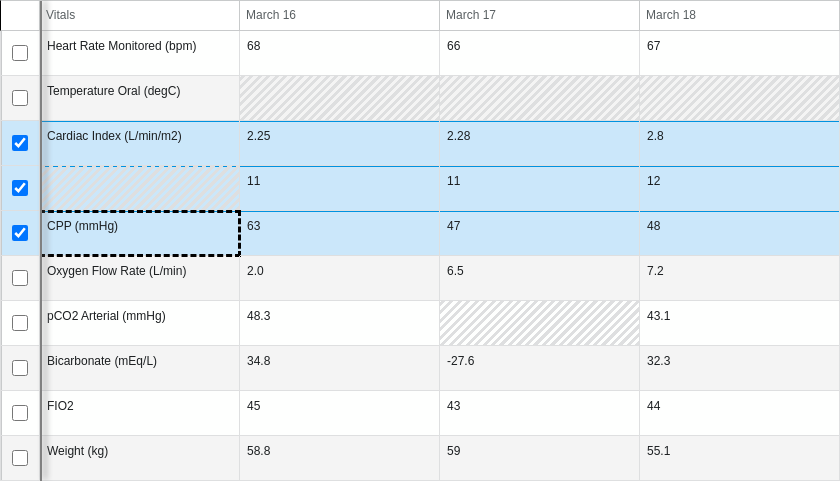 Vitals March 16 March 17 March 18
Heart Rate Monitored (bpm) 68 66 67
Temperature Oral (degC)
Cardiac Index (L/min/m2) 2.25 2.28 2.8
11 11 12
CPP (mmHg) 63 47 48
Oxygen Flow Rate (L/min) 2.0 6.5 7.2
pCO2 Arterial (mmHg) 48.3 43.1
Bicarbonate (mEq/L) 34.8 -27.6 32.3
FIO2 45 43 44
Weight (kg) 58.8 59 55.1